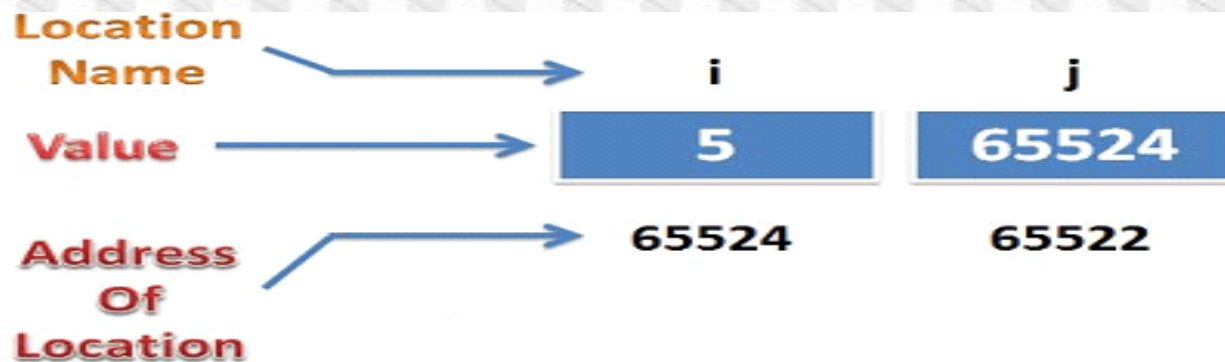 Location
Name
i j
Value
5 65524
65524 65522
Address
Of
Location